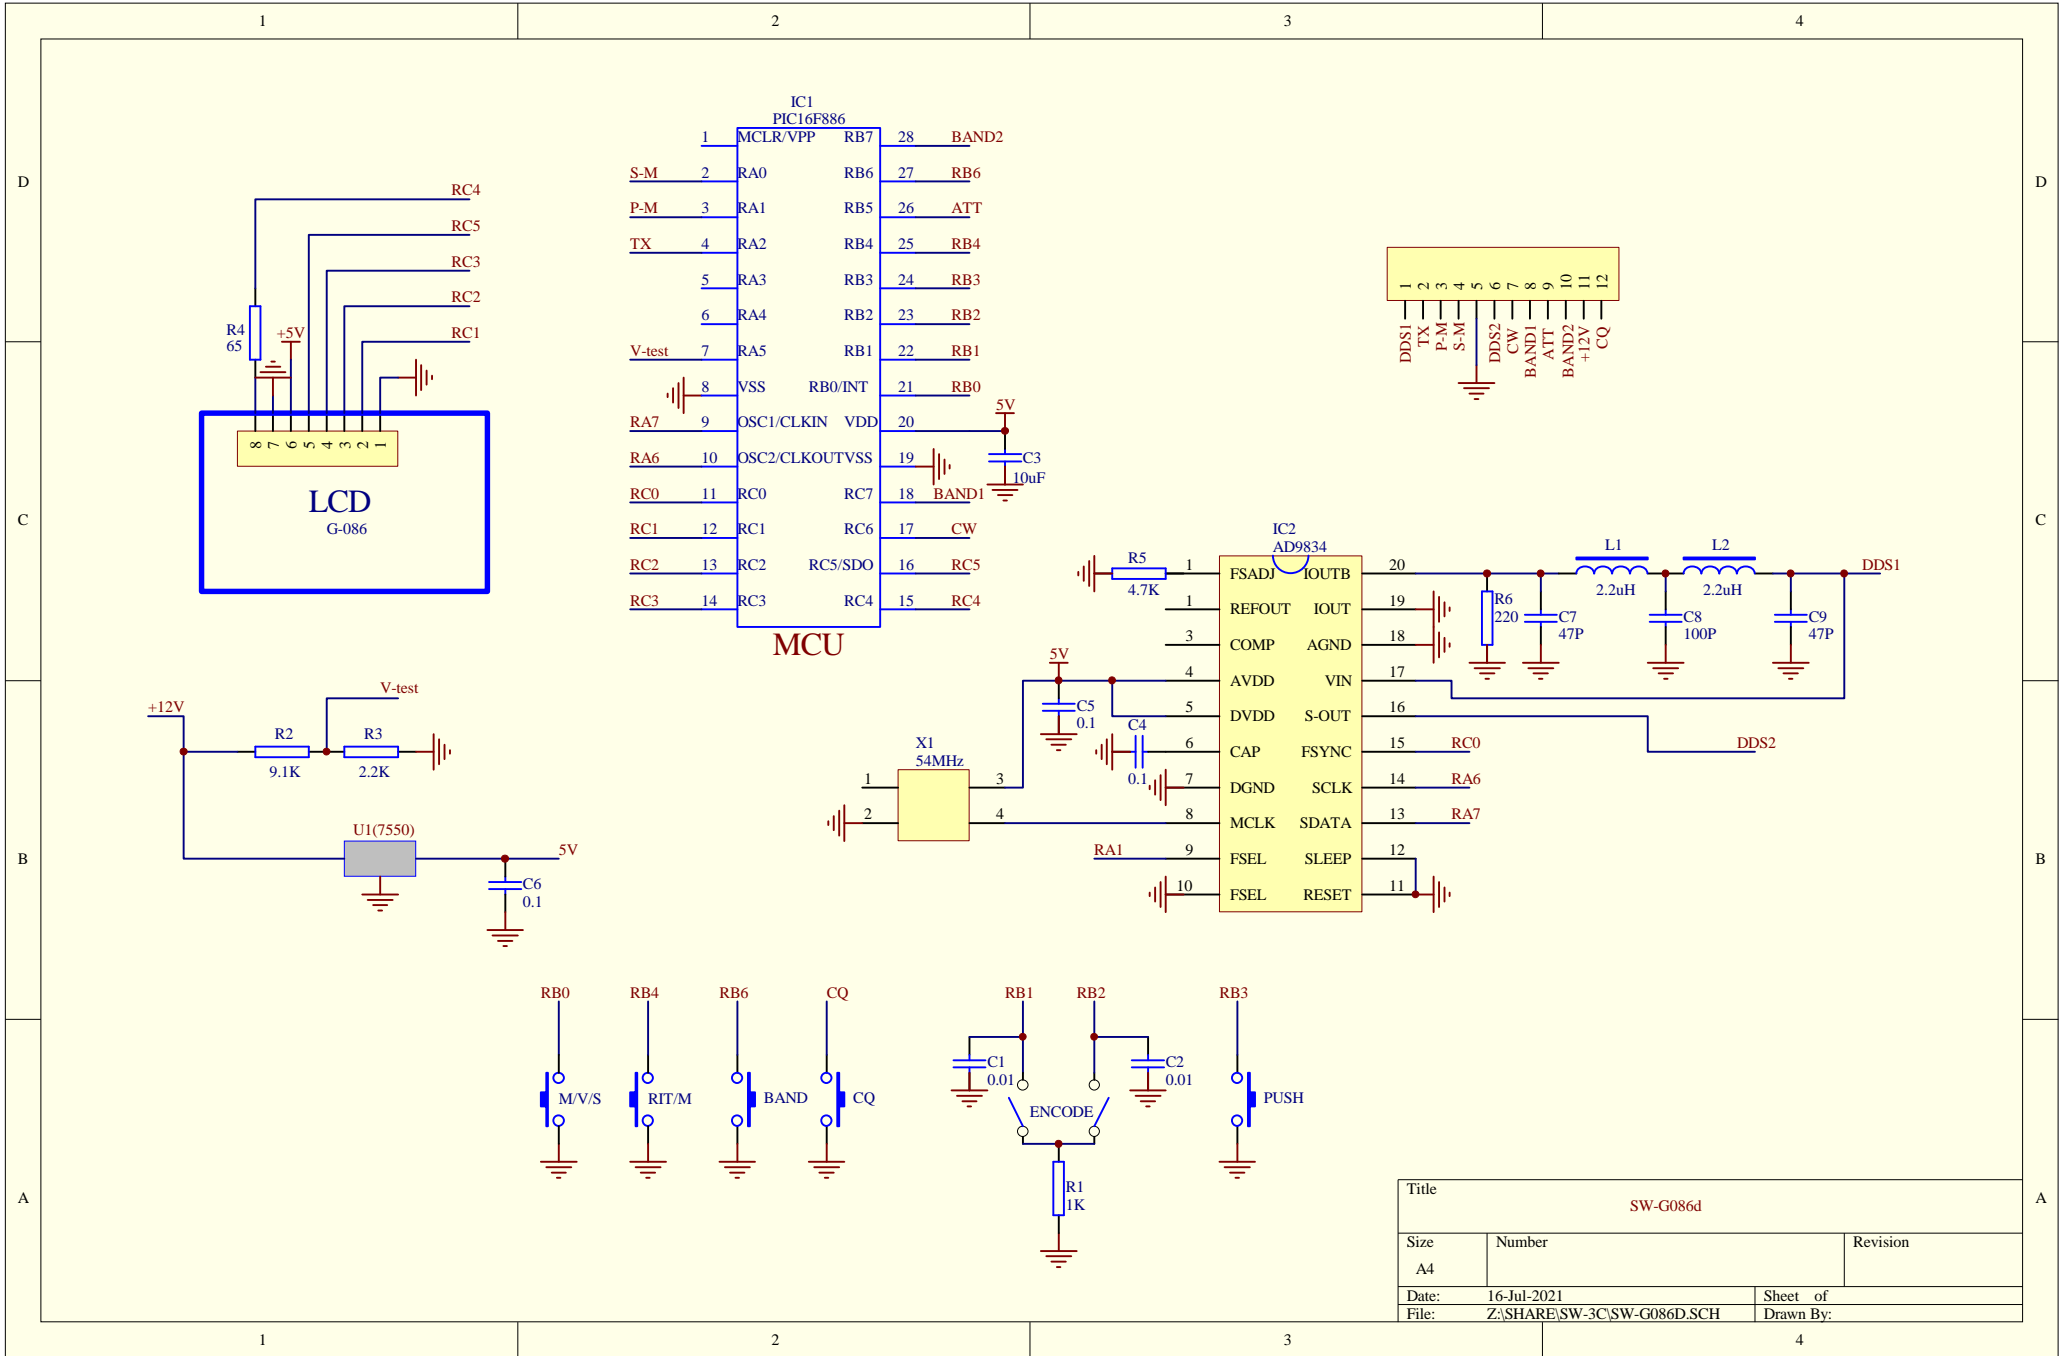 1 2 3 4
D
C
B
A
D
C
B
A
1 2 3 4
RC4
RC5
RC3
RC2
RC1
R4
65
+5V
8 7 6 5 4 3 2 1
LCD
G-086
IC1
PIC16F886
1 MCLR/VPP RB7 28 BAND2
S-M 2 RA0 RB6 27 RB6
P-M 3 RA1 RB5 26 ATT
TX 4 RA2 RB4 25 RB4
5 RA3 RB3 24 RB3
6 RA4 RB2 23 RB2
V-test 7 RA5 RB1 22 RB1
8 VSS RB0/INT 21 RB0
RA7 9 OSC1/CLKIN VDD 20
RA6 10 OSC2/CLKOUT VSS 19
RC0 11 RC0 RC7 18 BAND1
RC1 12 RC1 RC6 17 CW
RC2 13 RC2 RC5/SDO 16 RC5
RC3 14 RC3 RC4 15 RC4
MCU
5V
C3
10uF
1 2 3 4 5 6 7 8 9 10 11 12
DDS1
TX
P-M
S-M
DDS2
CW
BAND1
ATT
BAND2
+12V
CQ
+12V
V-test
R2
9.1K
R3
2.2K
U1(7550)
5V
C6
0.1
IC2
AD9834
R5
4.7K
1 FSADJ IOUTB 20
1 REFOUT IOUT 19
3 COMP AGND 18
4 AVDD VIN 17
5 DVDD S-OUT 16
6 CAP FSYNC 15 RC0
7 DGND SCLK 14 RA6
8 MCLK SDATA 13 RA7
RA1 9 FSEL SLEEP 12
10 FSEL RESET 11
5V
C5
0.1
C4
0.1
X1
54MHz
1 3
2 4
R6
220
C7
47P
L1
2.2uH
C8
100P
L2
2.2uH
C9
47P
DDS1
DDS2
RB0
M/V/S
RB4
RIT/M
RB6
BAND
CQ
CQ
RB1 RB2
C1
0.01
C2
0.01
ENCODE
R1
1K
RB3
PUSH
Title
SW-G086d
Size Number Revision
A4
Date: 16-Jul-2021 Sheet of
File: Z:\SHARE\SW-3C\SW-G086D.SCH Drawn By: